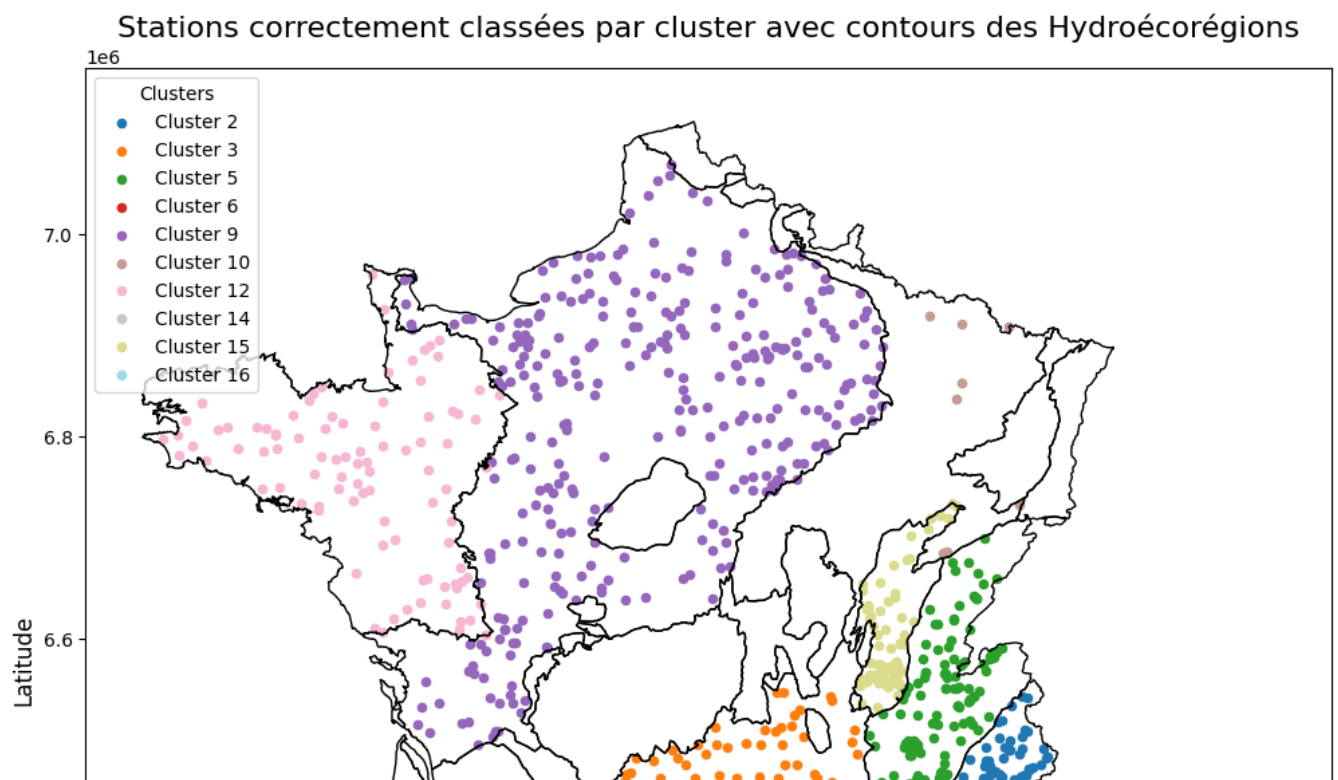 Stations correctement classées par cluster avec contours des Hydroécorégions
1e6
Clusters
Cluster 2
Cluster 3
Cluster 5
Cluster 6
Cluster 9
Cluster 10
Cluster 12
Cluster 14
Cluster 15
Cluster 16
7.0
6.8
6.6
Latitude